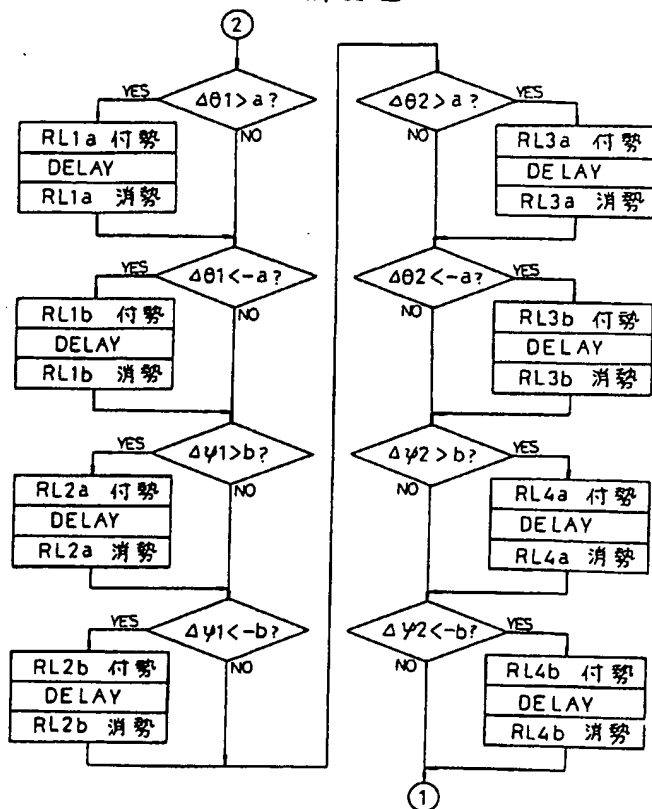 2
Δθ1>a?
YES
NO
RL1a 付勢
DELAY
RL1a 消勢
Δθ1<-a?
YES
NO
RL1b 付勢
DELAY
RL1b 消勢
Δψ1>b?
YES
NO
RL2a 付勢
DELAY
RL2a 消勢
Δψ1<-b?
YES
NO
RL2b 付勢
DELAY
RL2b 消勢
Δθ2>a?
YES
NO
RL3a 付勢
DELAY
RL3a 消勢
Δθ2<-a?
YES
NO
RL3b 付勢
DELAY
RL3b 消勢
Δψ2>b?
YES
NO
RL4a 付勢
DELAY
RL4a 消勢
Δψ2<-b?
YES
NO
RL4b 付勢
DELAY
RL4b 消勢
1